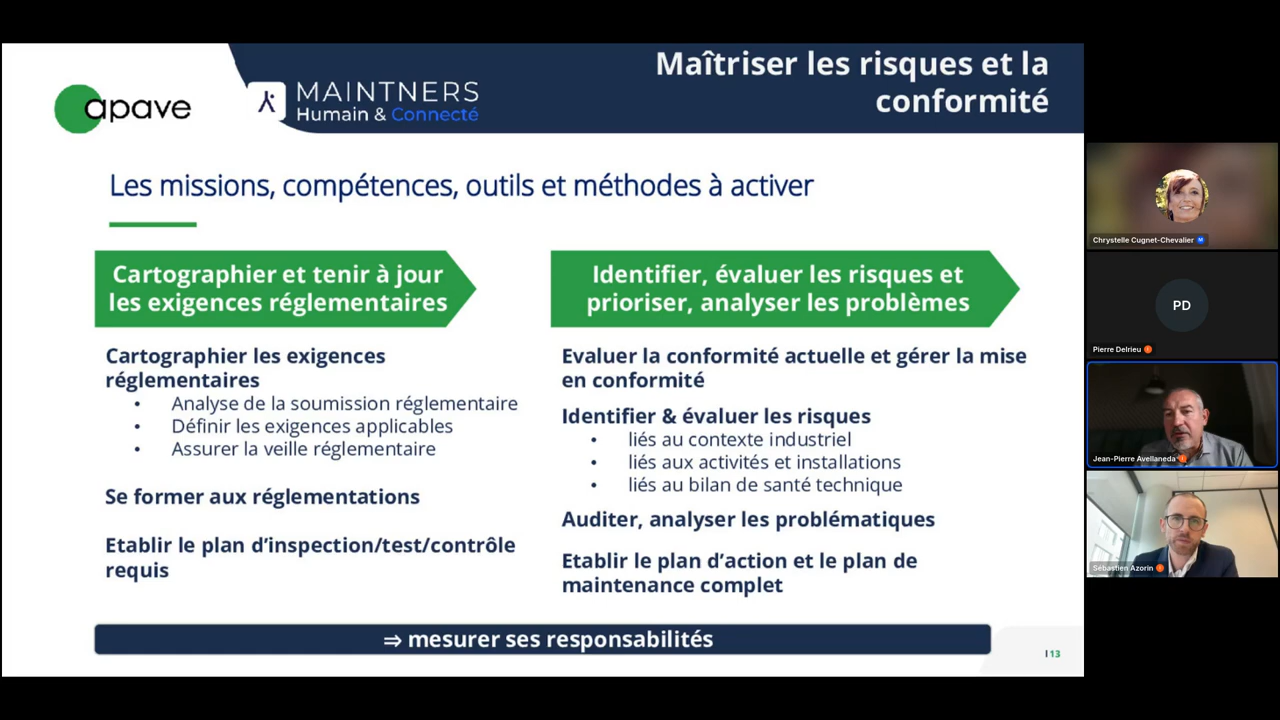 Maîtriser les risques et la
conformité
apave
MAINTNERS
Humain & Connecté
Les missions, compétences, outils et méthodes à activer
Cartographier et tenir à jour
les exigences réglementaires
Cartographier les exigences
réglementaires
• Analyse de la soumission réglementaire
• Définir les exigences applicables
• Assurer la veille réglementaire
Se former aux réglementations
Etablir le plan d’inspection/test/contrôle
requis
Identifier, évaluer les risques et
prioriser, analyser les problèmes
Evaluer la conformité actuelle et gérer la mise
en conformité
Identifier & évaluer les risques
• liés au contexte industriel
• liés aux activités et installations
• liés au bilan de santé technique
Auditer, analyser les problématiques
Etablir le plan d’action et le plan de
maintenance complet
⇒ mesurer ses responsabilités
13
Chrystelle Cugnet-Chevalier M
PD
Pierre Delrieu
Jean-Pierre Avellaneda
Sébastien Azorin